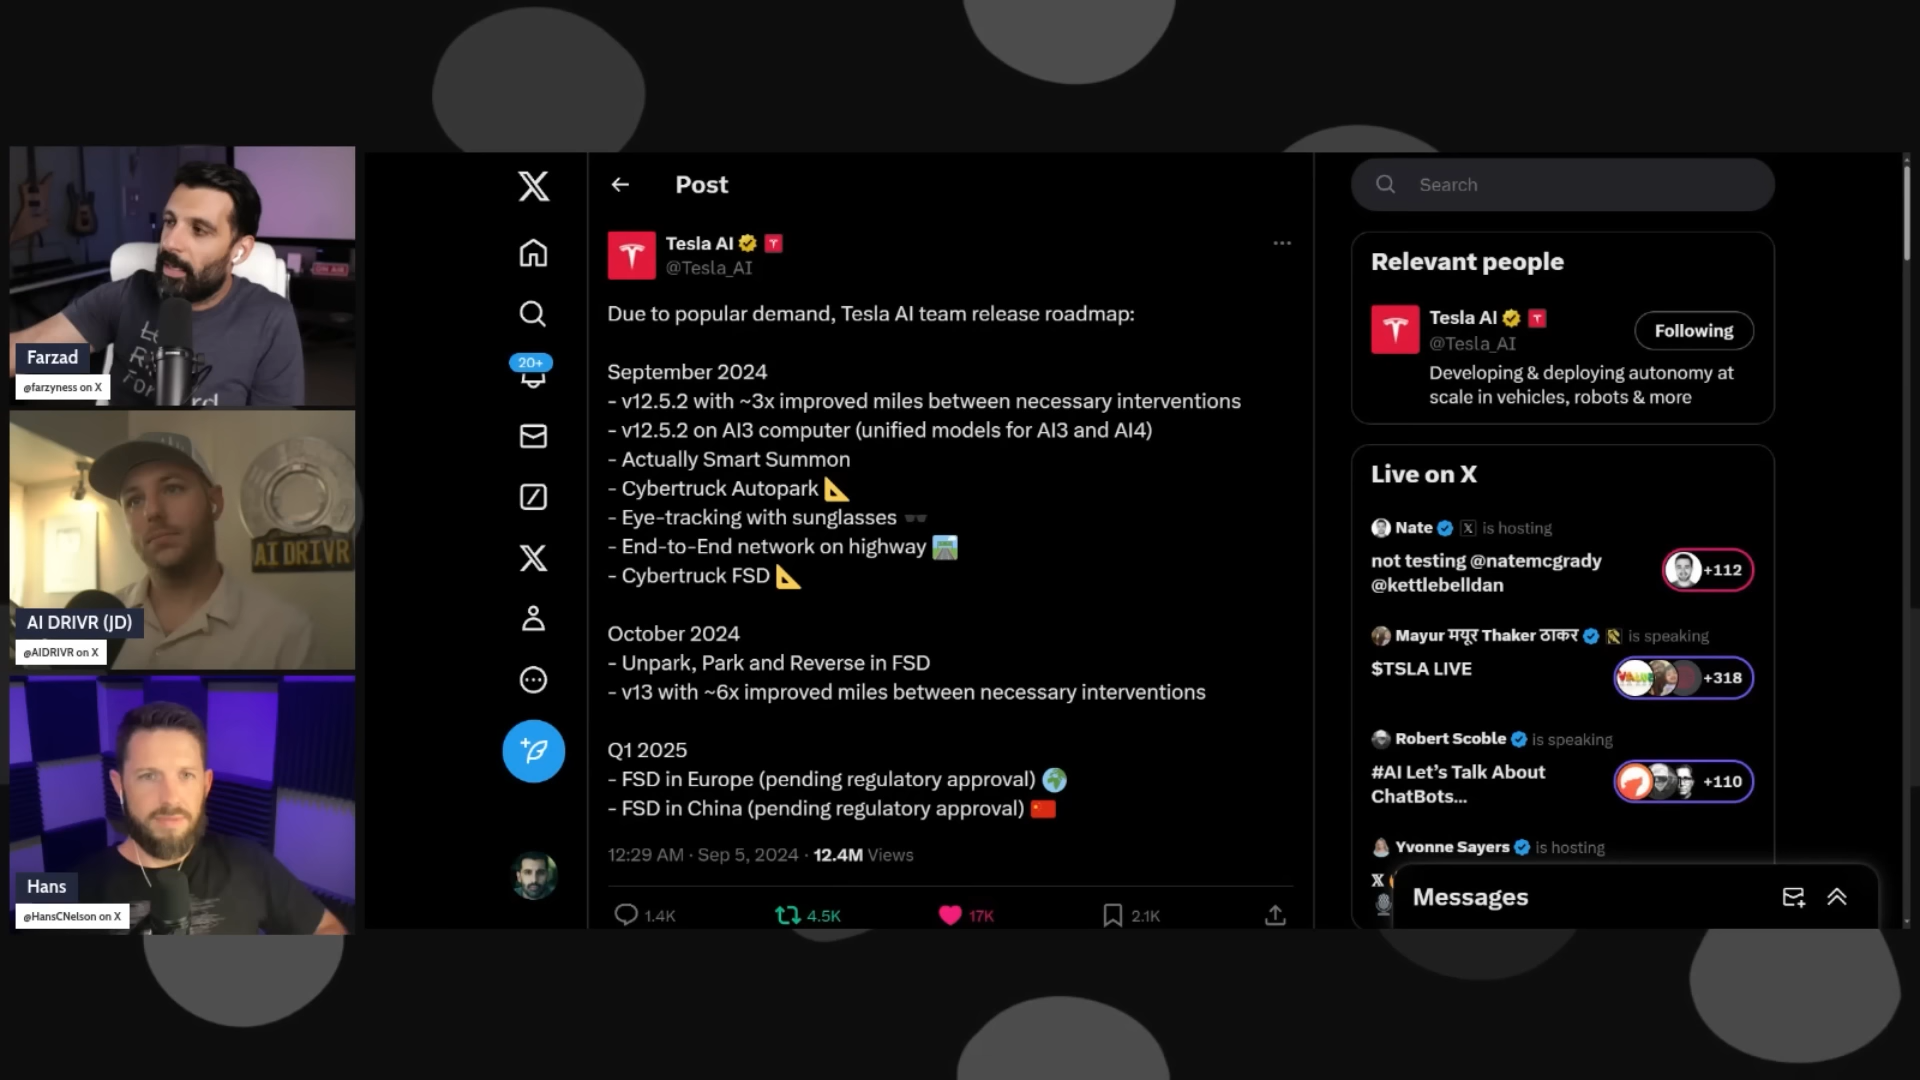 Farzad
@farzyness on X
ON AIR
AI DRIVR
AI DRIVR (JD)
@AIDRIVR on X
Hans
@HansCNelson on X
20+
Post
Tesla AI
@Tesla_AI
Due to popular demand, Tesla AI team release roadmap:
September 2024
- v12.5.2 with ~3x improved miles between necessary interventions
- v12.5.2 on AI3 computer (unified models for AI3 and AI4)
- Actually Smart Summon
- Cybertruck Autopark 📐
- Eye-tracking with sunglasses 🕶️
- End-to-End network on highway 🛣️
- Cybertruck FSD 📐
October 2024
- Unpark, Park and Reverse in FSD
- v13 with ~6x improved miles between necessary interventions
Q1 2025
- FSD in Europe (pending regulatory approval) 🌍
- FSD in China (pending regulatory approval) 🇨🇳
12:29 AM · Sep 5, 2024 · 12.4M Views
1.4K 4.5K 17K 2.1K
Search
Relevant people
Tesla AI
@Tesla_AI
Following
Developing & deploying autonomy at
scale in vehicles, robots & more
Live on X
Nate is hosting
not testing @natemcgrady
@kettlebelldan
+112
Mayur मयूर Thaker ठाकर is speaking
$TSLA LIVE
+318
Robert Scoble is speaking
#AI Let’s Talk About
ChatBots...
+110
Yvonne Sayers is hosting
X
Messages